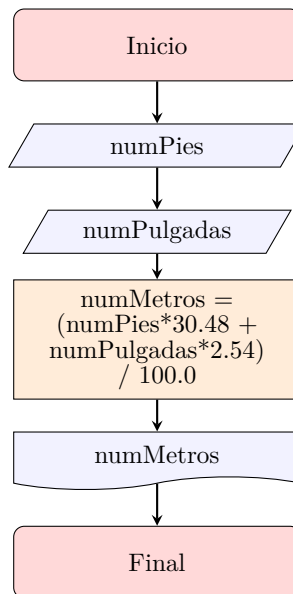 Inicio
numPies
numPulgadas
numMetros =
(numPies*30.48 +
numPulgadas*2.54)
/ 100.0
numMetros
Final